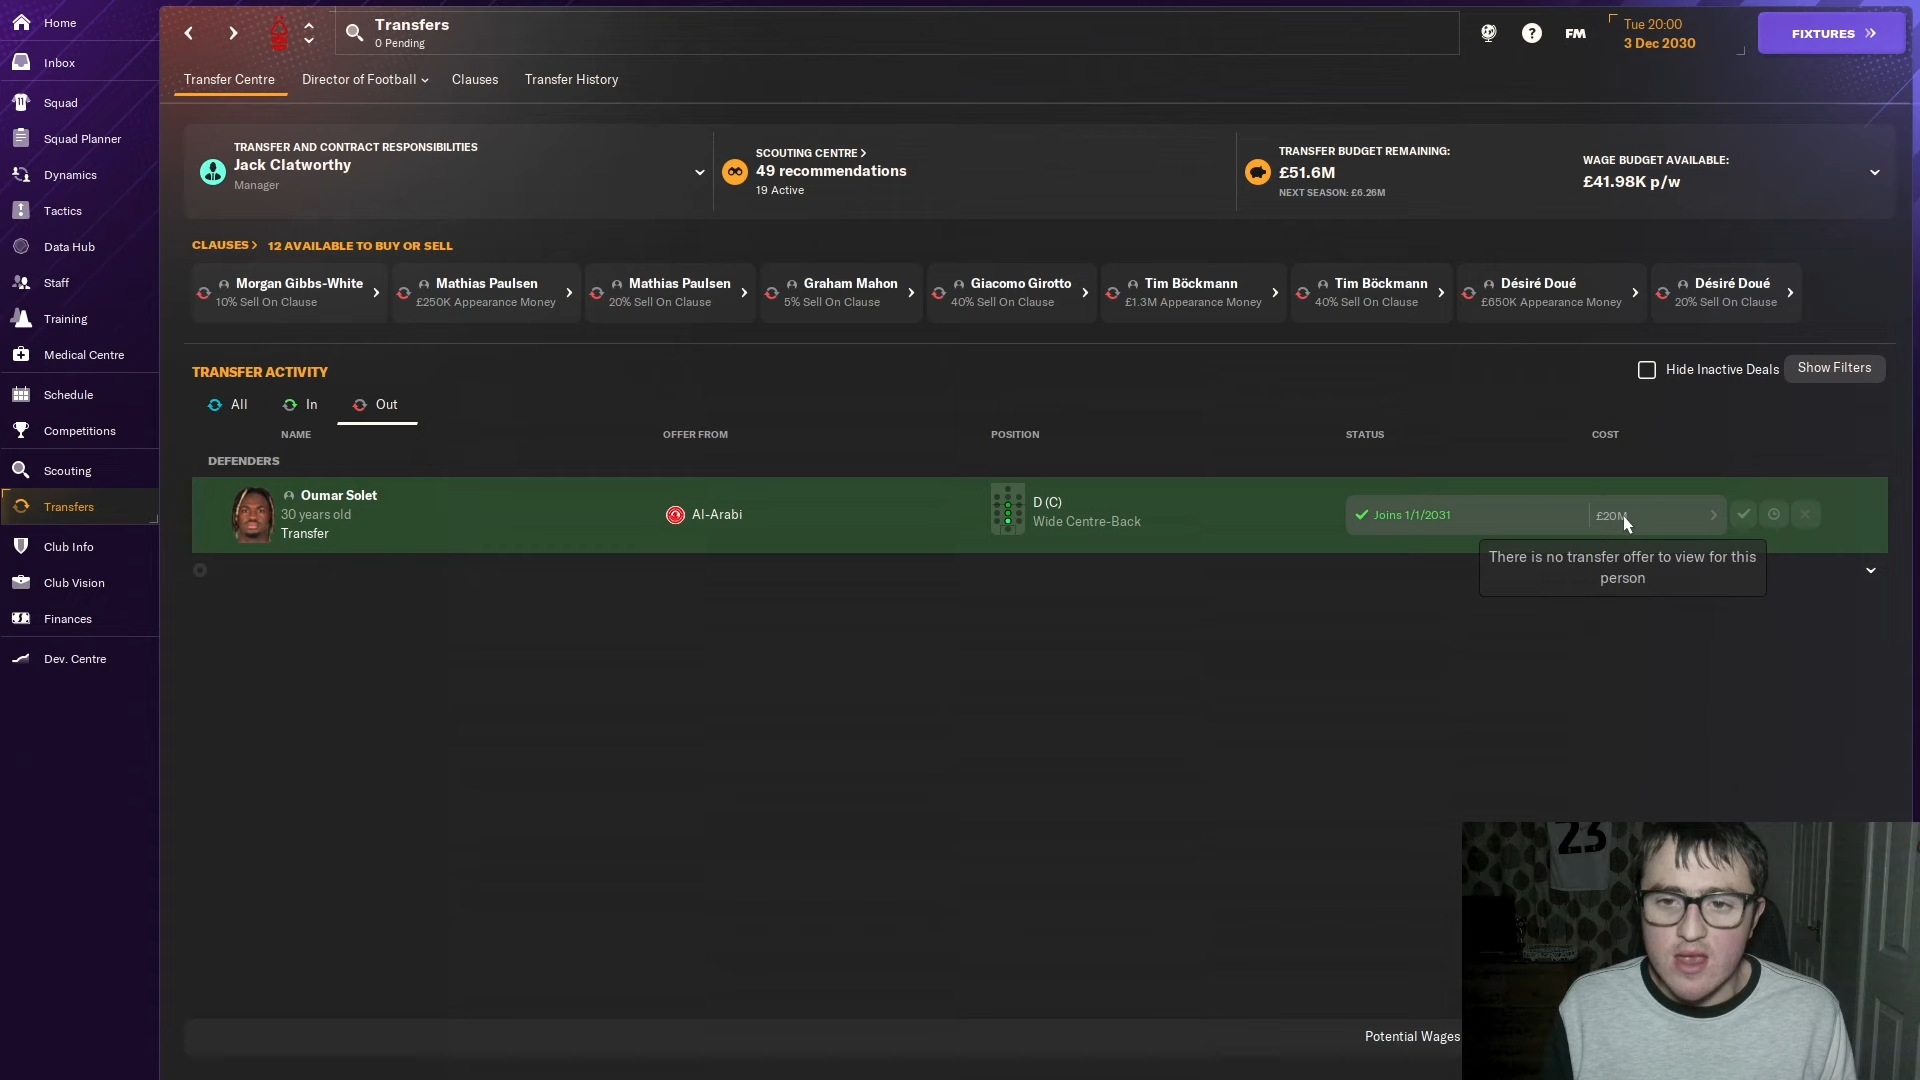 Home
Inbox
Squad
Squad Planner
Dynamics
Tactics
Data Hub
Staff
Training
Medical Centre
Schedule
Competitions
Scouting
Transfers
Club Info
Club Vision
Finances
Dev. Centre
Transfers
0 Pending
?
FM
Tue 20:00
3 Dec 2030
FIXTURES
Transfer Centre Director of Football Clauses Transfer History
TRANSFER AND CONTRACT RESPONSIBILITIES
Jack Clatworthy
Manager
SCOUTING CENTRE >
49 recommendations
19 Active
TRANSFER BUDGET REMAINING:
£51.6M
NEXT SEASON: £6.26M
WAGE BUDGET AVAILABLE:
£41.98K p/w
CLAUSES > 12 AVAILABLE TO BUY OR SELL
Morgan Gibbs-White
10% Sell On Clause
Mathias Paulsen
£250K Appearance Money
Mathias Paulsen
20% Sell On Clause
Graham Mahon
5% Sell On Clause
Giacomo Girotto
40% Sell On Clause
Tim Böckmann
£1.3M Appearance Money
Tim Böckmann
40% Sell On Clause
Désiré Doué
£650K Appearance Money
Désiré Doué
20% Sell On Clause
TRANSFER ACTIVITY
Hide Inactive Deals Show Filters
All In Out
NAME OFFER FROM POSITION STATUS COST
DEFENDERS
Oumar Solet
30 years old
Transfer
Al-Arabi
D (C)
Wide Centre-Back
Joins 1/1/2031
£20M
There is no transfer offer to view for this
person
Potential Wages
23